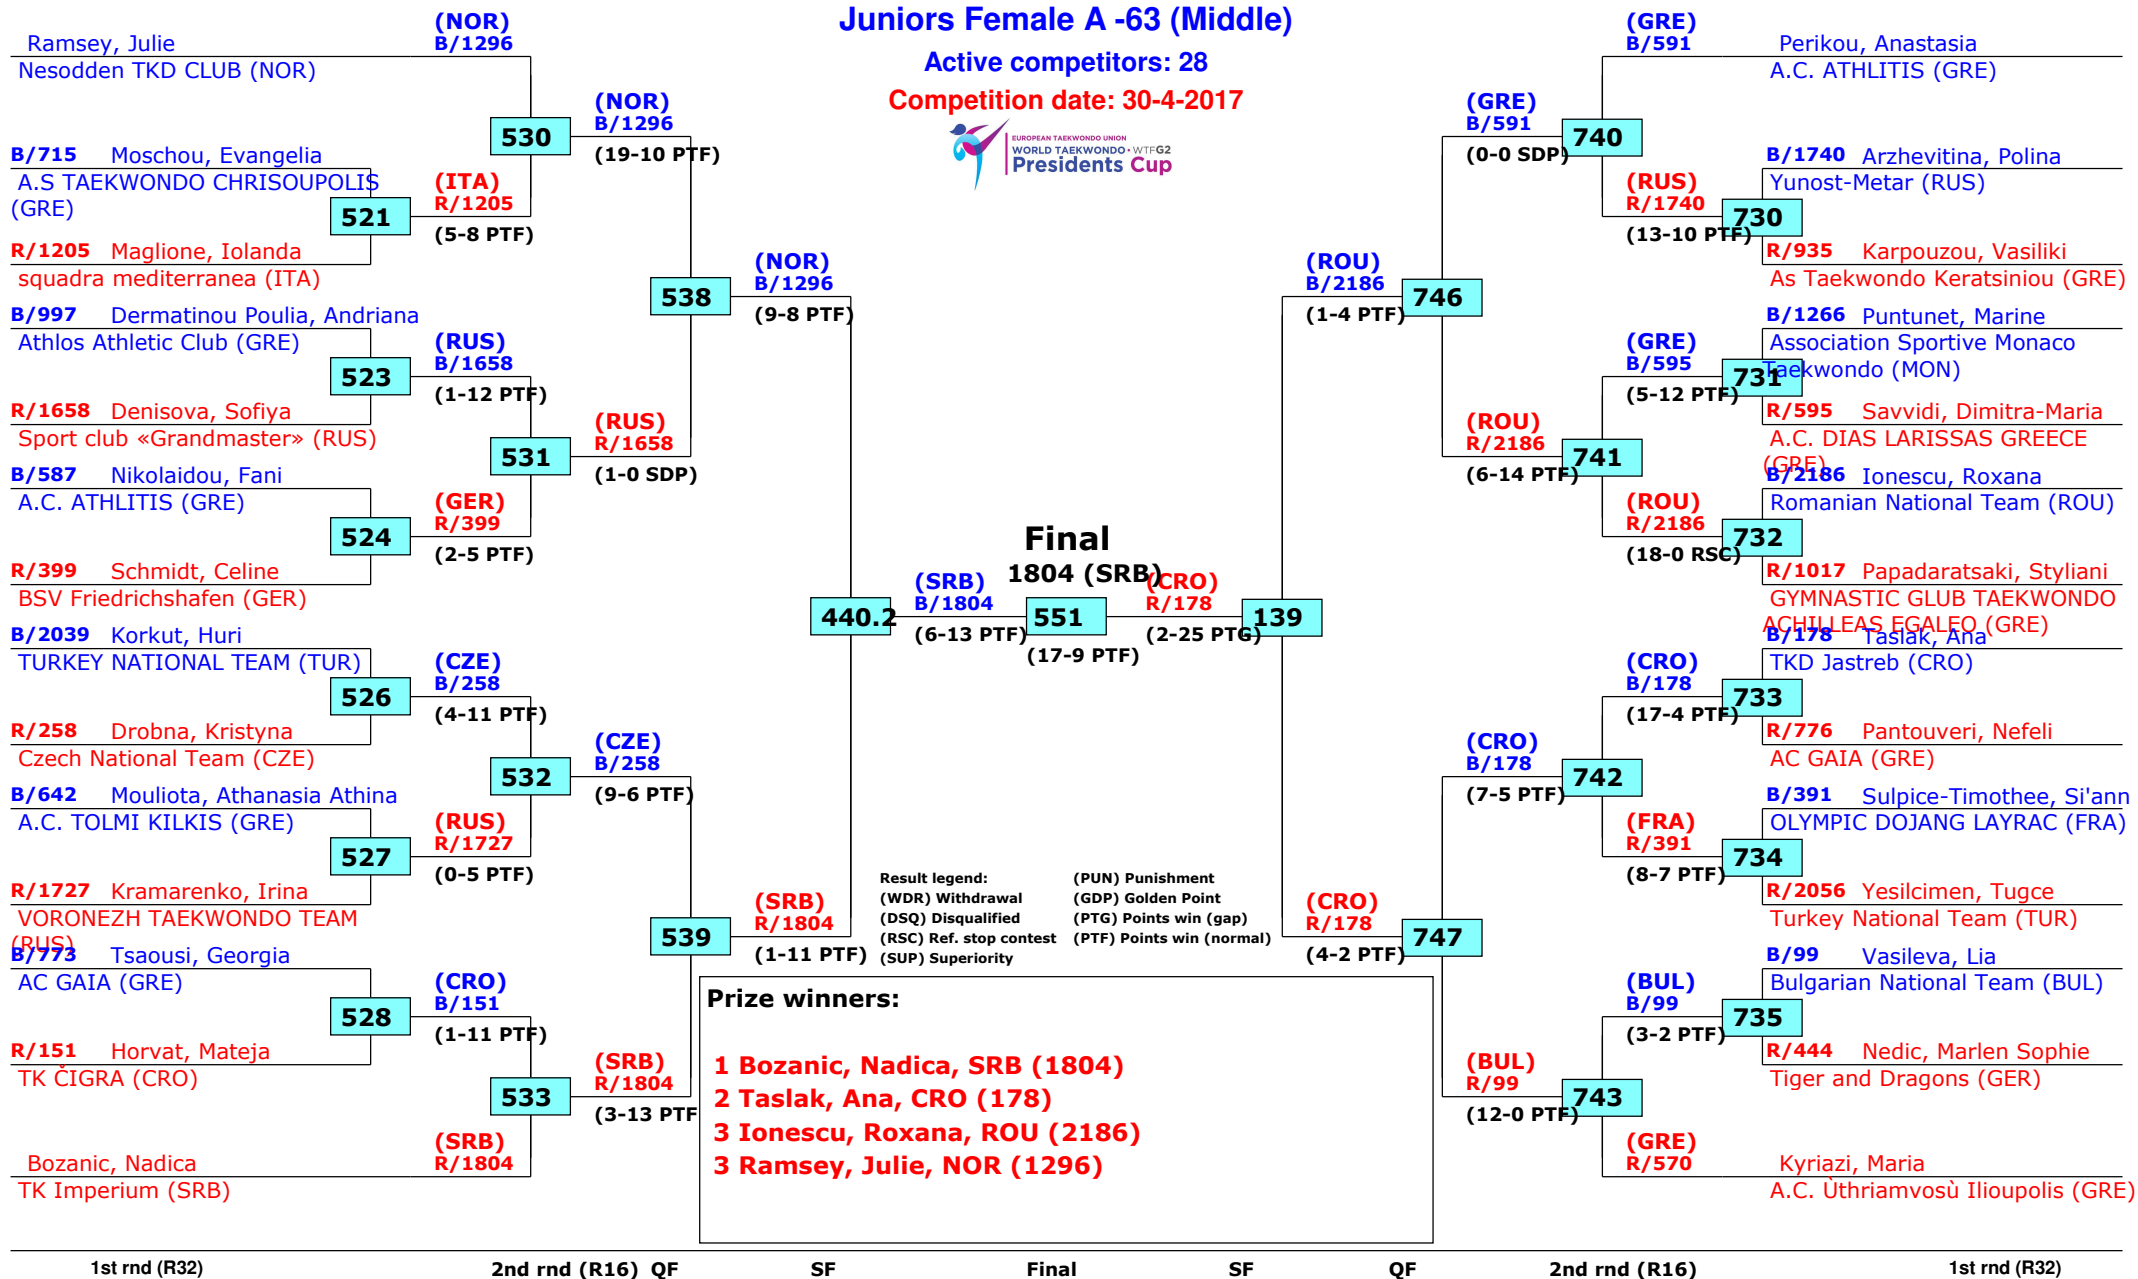 Juniors Female A -63 (Middle)
Active competitors: 28
Competition date: 30-4-2017
EUROPEAN TAEKWONDO UNION
WORLD TAEKWONDO • WTFG2
Presidents Cup
Ramsey, Julie
Nesodden TKD CLUB (NOR)
B/715 Moschou, Evangelia
A.S TAEKWONDO CHRISOUPOLIS
(GRE)
R/1205 Maglione, Iolanda
squadra mediterranea (ITA)
B/997 Dermatinou Poulia, Andriana
Athlos Athletic Club (GRE)
R/1658 Denisova, Sofiya
Sport club «Grandmaster» (RUS)
B/587 Nikolaidou, Fani
A.C. ATHLITIS (GRE)
R/399 Schmidt, Celine
BSV Friedrichshafen (GER)
B/2039 Korkut, Huri
TURKEY NATIONAL TEAM (TUR)
R/258 Drobna, Kristyna
Czech National Team (CZE)
B/642 Mouliota, Athanasia Athina
A.C. TOLMI KILKIS (GRE)
R/1727 Kramarenko, Irina
VORONEZH TAEKWONDO TEAM
(RUS)
B/773 Tsaousi, Georgia
AC GAIA (GRE)
R/151 Horvat, Mateja
TK ČIGRA (CRO)
Bozanic, Nadica
TK Imperium (SRB)
521
523
524
526
527
528
(NOR)
B/1296
(ITA)
R/1205
(5-8 PTF)
(RUS)
B/1658
(1-12 PTF)
(GER)
R/399
(2-5 PTF)
(CZE)
B/258
(4-11 PTF)
(RUS)
R/1727
(0-5 PTF)
(CRO)
B/151
(1-11 PTF)
(SRB)
R/1804
530
531
532
533
(NOR)
B/1296
(19-10 PTF)
(RUS)
R/1658
(1-0 SDP)
(CZE)
B/258
(9-6 PTF)
(SRB)
R/1804
(3-13 PTF
538
539
(NOR)
B/1296
(9-8 PTF)
(SRB)
R/1804
(1-11 PTF)
440.2
(SRB)
B/1804
(6-13 PTF)
Final
1804 (SRB)
551
(17-9 PTF)
(CRO)
R/178
(2-25 PTG)
139
(ROU)
B/2186
(1-4 PTF)
(CRO)
R/178
(4-2 PTF)
746
747
(GRE)
B/591
(0-0 SDP)
(ROU)
R/2186
(6-14 PTF)
(CRO)
B/178
(7-5 PTF)
(BUL)
R/99
(12-0 PTF)
740
741
742
743
(GRE)
B/591
(RUS)
R/1740
(13-10 PTF)
(GRE)
B/595
(5-12 PTF)
(ROU)
R/2186
(18-0 RSC)
(CRO)
B/178
(17-4 PTF)
(FRA)
R/391
(8-7 PTF)
(BUL)
B/99
(3-2 PTF)
(GRE)
R/570
730
731
732
733
734
735
Perikou, Anastasia
A.C. ATHLITIS (GRE)
B/1740 Arzhevitina, Polina
Yunost-Metar (RUS)
R/935 Karpouzou, Vasiliki
As Taekwondo Keratsiniou (GRE)
B/1266 Puntunet, Marine
Association Sportive Monaco
Taekwondo (MON)
R/595 Savvidi, Dimitra-Maria
A.C. DIAS LARISSAS GREECE
(GRE)
B/2186 Ionescu, Roxana
Romanian National Team (ROU)
R/1017 Papadaratsaki, Styliani
GYMNASTIC GLUB TAEKWONDO
ACHILLEAS EGALEO (GRE)
B/178 Taslak, Ana
TKD Jastreb (CRO)
R/776 Pantouveri, Nefeli
AC GAIA (GRE)
B/391 Sulpice-Timothee, Si'ann
OLYMPIC DOJANG LAYRAC (FRA)
R/2056 Yesilcimen, Tugce
Turkey National Team (TUR)
B/99 Vasileva, Lia
Bulgarian National Team (BUL)
R/444 Nedic, Marlen Sophie
Tiger and Dragons (GER)
Kyriazi, Maria
A.C. Ùthriamvosù Ilioupolis (GRE)
Result legend:
(WDR) Withdrawal
(DSQ) Disqualified
(RSC) Ref. stop contest
(SUP) Superiority
(PUN) Punishment
(GDP) Golden Point
(PTG) Points win (gap)
(PTF) Points win (normal)
Prize winners:
1 Bozanic, Nadica, SRB (1804)
2 Taslak, Ana, CRO (178)
3 Ionescu, Roxana, ROU (2186)
3 Ramsey, Julie, NOR (1296)
1st rnd (R32) 2nd rnd (R16) QF SF Final SF QF 2nd rnd (R16) 1st rnd (R32)